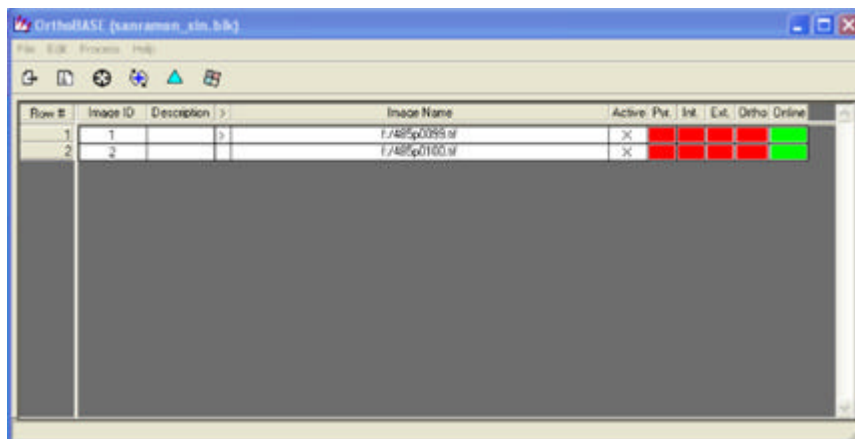 OrthoBASE (sanramon_xin.blk)
File Edit Process Help
Row # Image ID Description > Image Name Active Pyr. Int. Ext. Ortho Online
1 1 > f:/485p0099.tif X
2 2 f:/485p0100.tif X